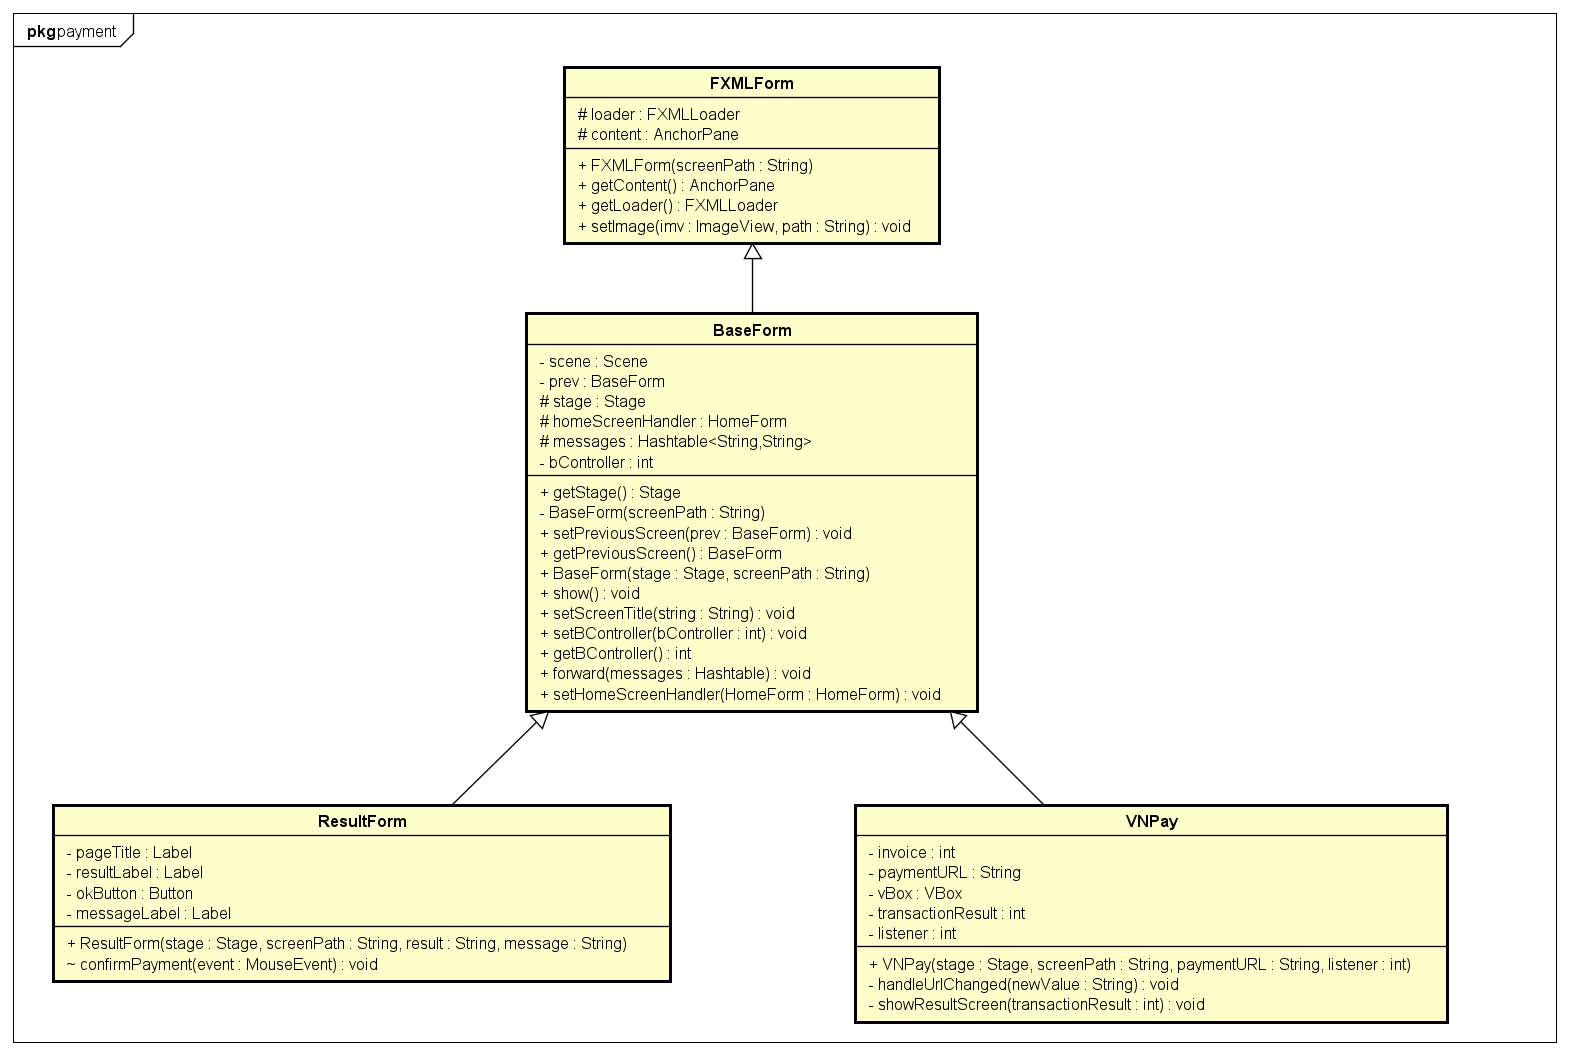 pkg payment
FXMLForm
# loader : FXMLLoader
# content : AnchorPane
+ FXMLForm(screenPath : String)
+ getContent() : AnchorPane
+ getLoader() : FXMLLoader
+ setImage(imv : ImageView, path : String) : void
BaseForm
- scene : Scene
- prev : BaseForm
# stage : Stage
# homeScreenHandler : HomeForm
# messages : Hashtable<String,String>
- bController : int
+ getStage() : Stage
- BaseForm(screenPath : String)
+ setPreviousScreen(prev : BaseForm) : void
+ getPreviousScreen() : BaseForm
+ BaseForm(stage : Stage, screenPath : String)
+ show() : void
+ setScreenTitle(string : String) : void
+ setBController(bController : int) : void
+ getBController() : int
+ forward(messages : Hashtable) : void
+ setHomeScreenHandler(HomeForm : HomeForm) : void
ResultForm
- pageTitle : Label
- resultLabel : Label
- okButton : Button
- messageLabel : Label
+ ResultForm(stage : Stage, screenPath : String, result : String, message : String)
~ confirmPayment(event : MouseEvent) : void
VNPay
- invoice : int
- paymentURL : String
- vBox : VBox
- transactionResult : int
- listener : int
+ VNPay(stage : Stage, screenPath : String, paymentURL : String, listener : int)
- handleUrlChanged(newValue : String) : void
- showResultScreen(transactionResult : int) : void